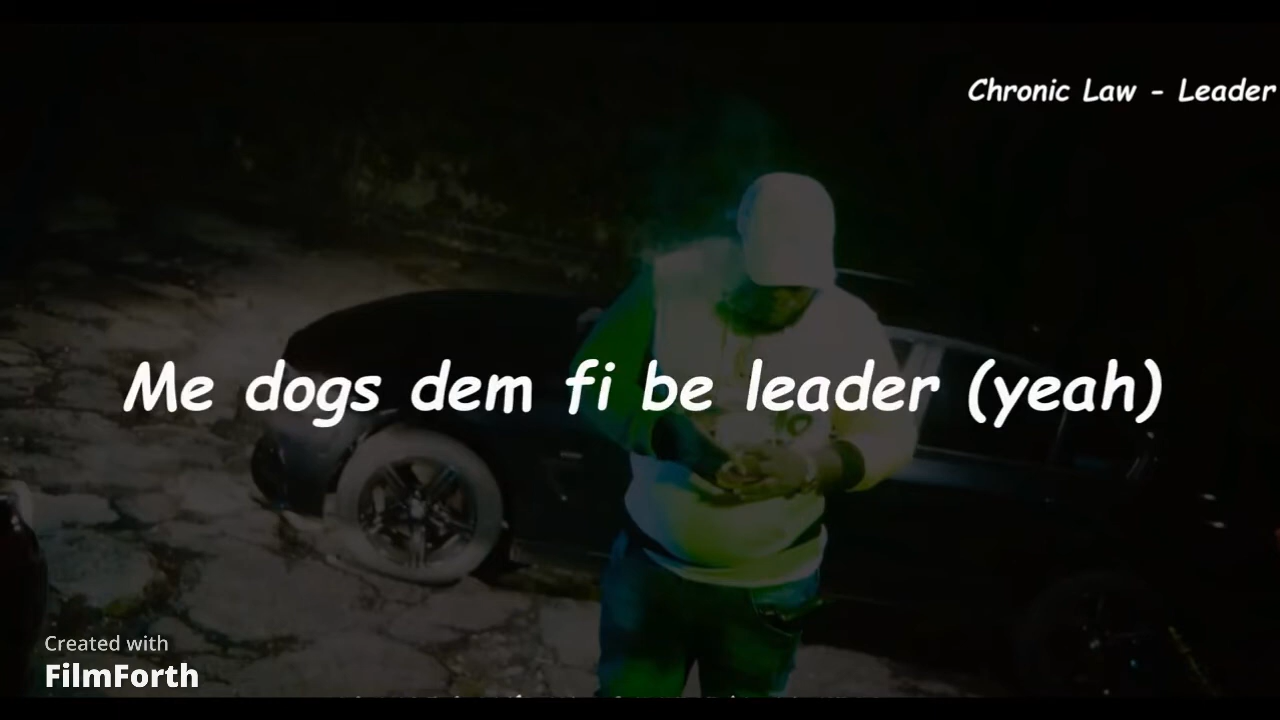 Chronic Law - Leader
Me dogs dem fi be leader (yeah)
Created with
FilmForth